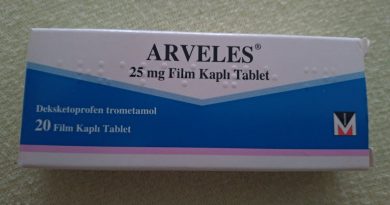 ARVELES®
25 mg Film Kaplı Tablet
Deksketoprofen trometamol
20 Film Kaplı Tablet